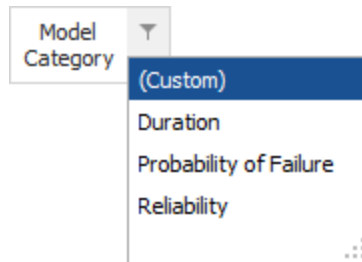 Model
Category
(Custom)
Duration
Probability of Failure
Reliability